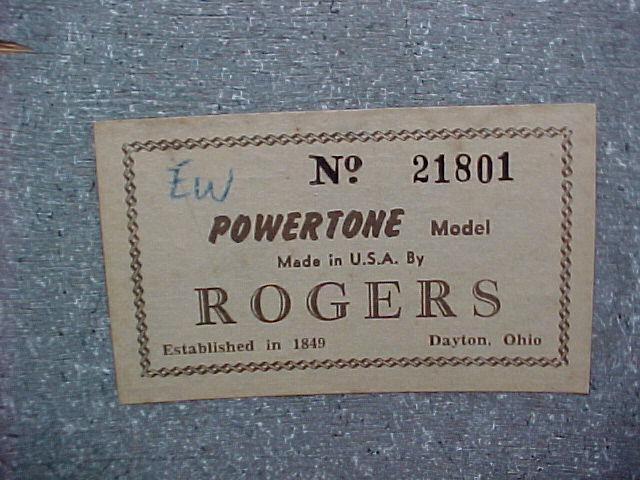 EW Nº 21801
POWERTONE Model
Made in U.S.A. By
ROGERS
Established in 1849 Dayton, Ohio